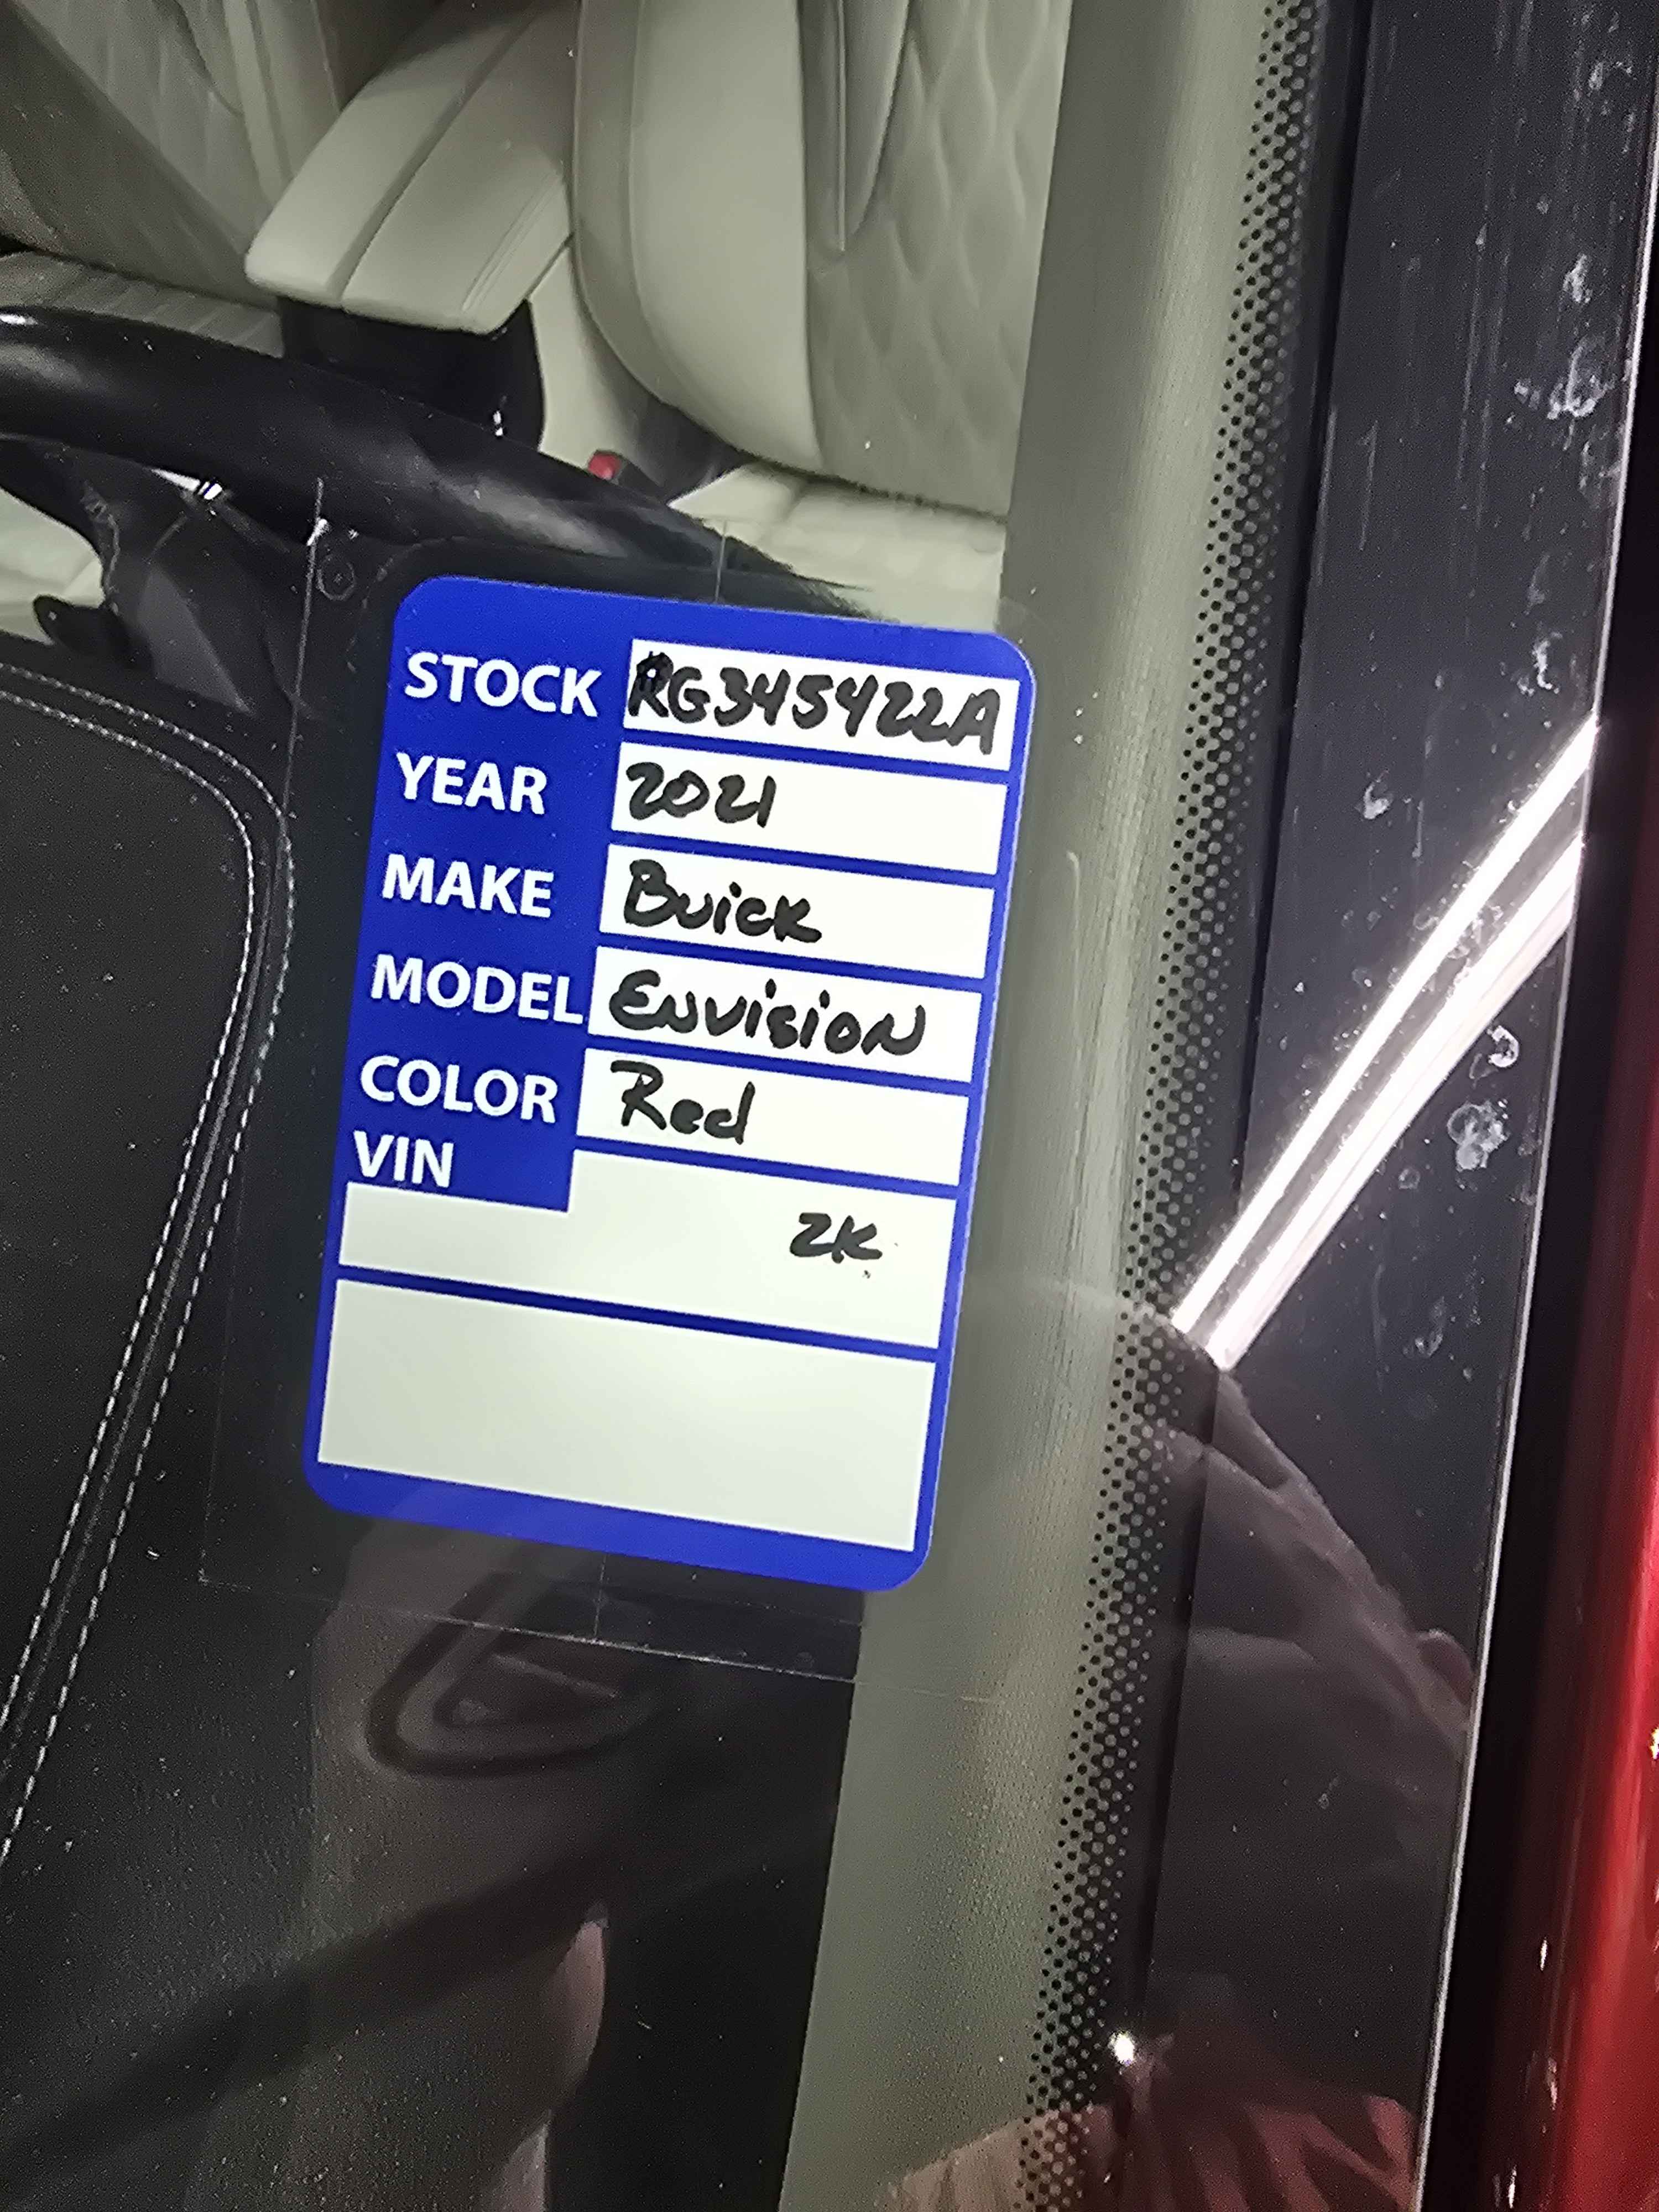 STOCK RG345422A
YEAR 2021
MAKE Buick
MODEL Envision
COLOR Red
VIN
2K